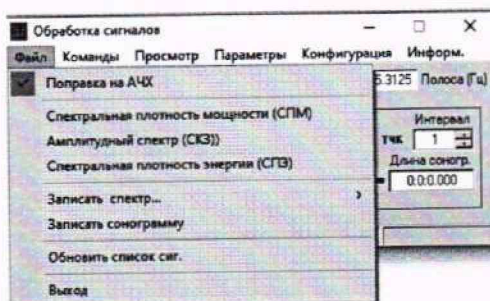 Обработка сигналов
Файл Команды Просмотр Параметры Конфигурация Информ.
Поправка на АЧХ
5.3125 Полоса (Гц)
Спектральная плотность мощности (СПМ)
Интервал
Амплитудный спектр (СКЗ))
тчк 1
Спектральная плотность энергии (СПЭ)
Длина соногр.
Записать спектр...
0:0:0.000
Записать сонограмму
Обновить список сиг.
Выход